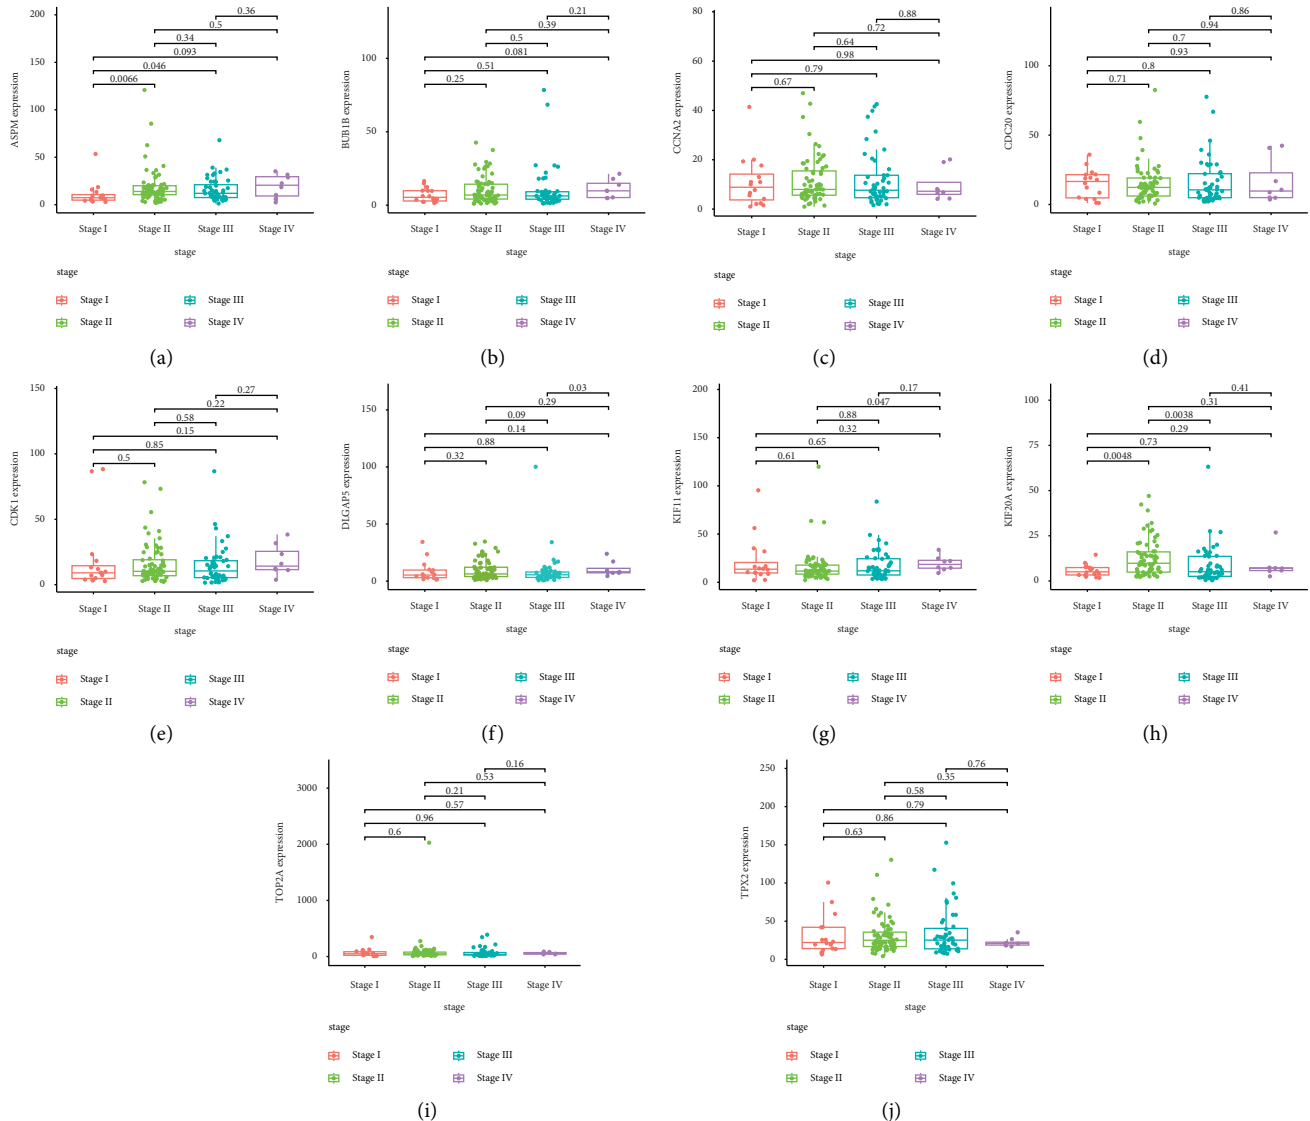 ASPM expression
200
150
100
50
0
0.36
0.5
0.34
0.093
0.046
0.0066
Stage I Stage II Stage III Stage IV
stage
stage
Stage I Stage III
Stage II Stage IV
(a)
BUB1B expression
100
50
0
0.21
0.39
0.5
0.081
0.51
0.25
Stage I Stage II Stage III Stage IV
stage
stage
Stage I Stage III
Stage II Stage IV
(b)
CCNA2 expression
80
60
40
20
0
0.88
0.72
0.64
0.98
0.79
0.67
Stage I Stage II Stage III Stage IV
stage
stage
Stage I Stage III
Stage II Stage IV
(c)
CDC20 expression
100
50
0
0.86
0.94
0.7
0.93
0.8
0.71
Stage I Stage II Stage III Stage IV
stage
stage
Stage I Stage III
Stage II Stage IV
(d)
CDK1 expression
150
100
50
0
0.27
0.22
0.58
0.15
0.85
0.5
Stage I Stage II Stage III Stage IV
stage
stage
Stage I Stage III
Stage II Stage IV
(e)
DLGAP5 expression
150
100
50
0
0.03
0.29
0.09
0.14
0.88
0.32
Stage I Stage II Stage III Stage IV
stage
stage
Stage I Stage III
Stage II Stage IV
(f)
KIF11 expression
200
150
100
50
0
0.17
0.047
0.88
0.32
0.65
0.61
Stage I Stage II Stage III Stage IV
stage
stage
Stage I Stage III
Stage II Stage IV
(g)
KIF20A expression
100
75
50
25
0
0.41
0.31
0.0038
0.29
0.73
0.0048
Stage I Stage II Stage III Stage IV
stage
stage
Stage I Stage III
Stage II Stage IV
(h)
TOP2A expression
3000
2000
1000
0
0.16
0.53
0.21
0.57
0.96
0.6
Stage I Stage II Stage III Stage IV
stage
stage
Stage I Stage III
Stage II Stage IV
(i)
TPX2 expression
250
200
150
100
50
0
0.76
0.35
0.58
0.79
0.86
0.63
Stage I Stage II Stage III Stage IV
stage
stage
Stage I Stage III
Stage II Stage IV
(j)